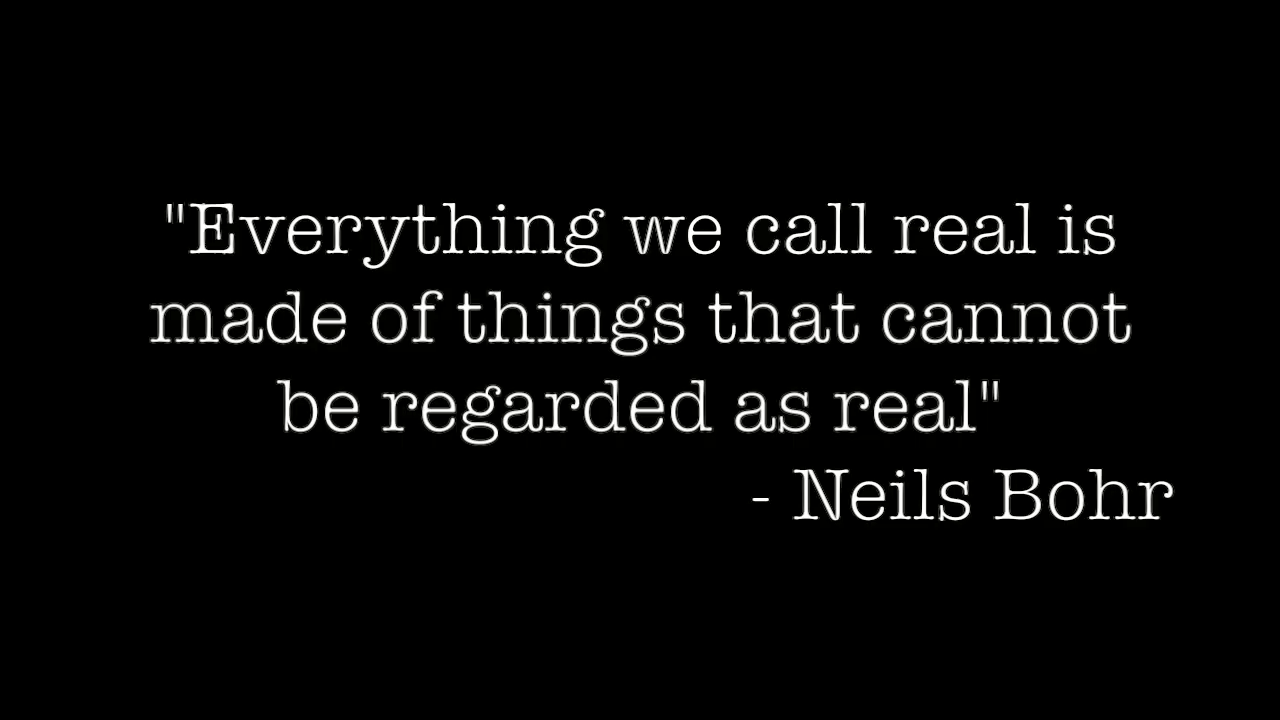 "Everything we call real is
made of things that cannot
be regarded as real"
- Neils Bohr